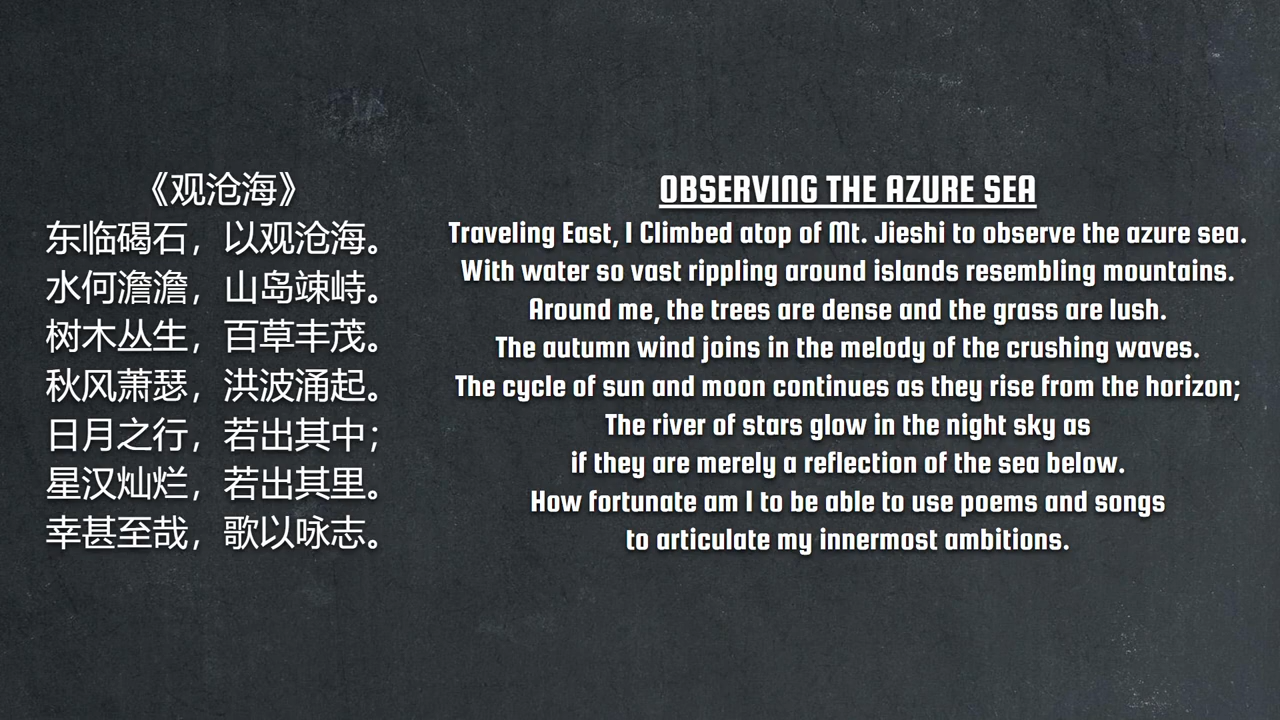 《观沧海》
东临碣石，以观沧海。
水何澹澹，山岛竦峙。
树木丛生，百草丰茂。
秋风萧瑟，洪波涌起。
日月之行，若出其中；
星汉灿烂，若出其里。
幸甚至哉，歌以咏志。
OBSERVING THE AZURE SEA
Traveling East, I Climbed atop of Mt. Jieshi to observe the azure sea.
With water so vast rippling around islands resembling mountains.
Around me, the trees are dense and the grass are lush.
The autumn wind joins in the melody of the crushing waves.
The cycle of sun and moon continues as they rise from the horizon;
The river of stars glow in the night sky as
if they are merely a reflection of the sea below.
How fortunate am I to be able to use poems and songs
to articulate my innermost ambitions.